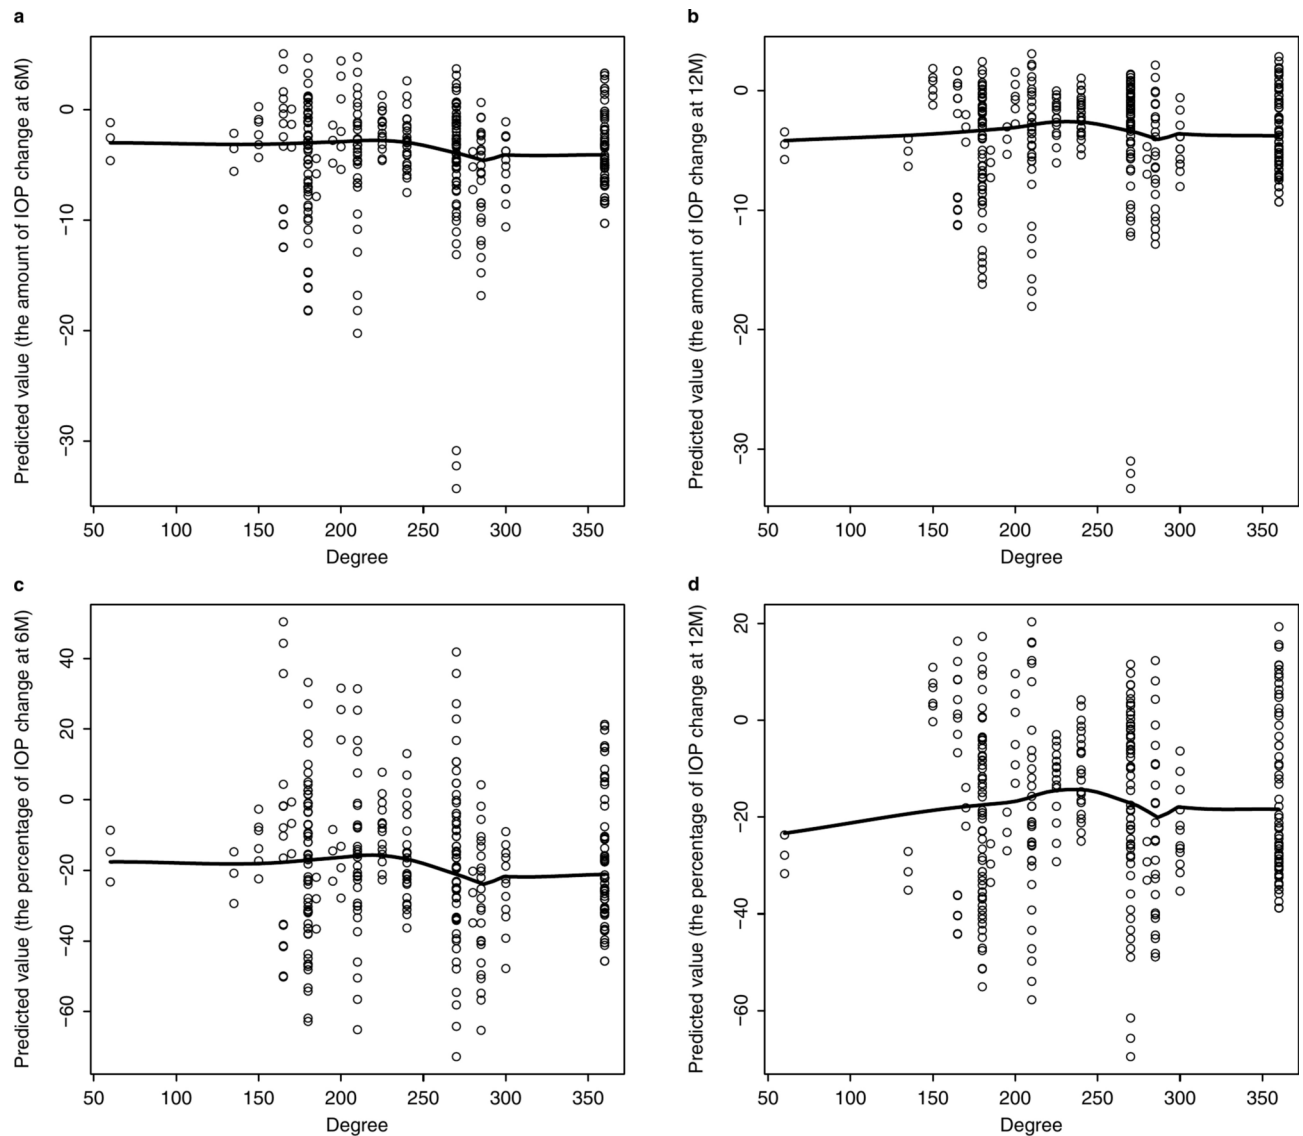 a
Predicted value (the amount of IOP change at 6M)
0
−10
−20
−30
50 100 150 200 250 300 350
Degree
b
Predicted value (the amount of IOP change at 12M)
0
−10
−20
−30
50 100 150 200 250 300 350
Degree
c
Predicted value (the percentage of IOP change at 6M)
40
20
0
−20
−40
−60
50 100 150 200 250 300 350
Degree
d
Predicted value (the percentage of IOP change at 12M)
20
0
−20
−40
−60
50 100 150 200 250 300 350
Degree